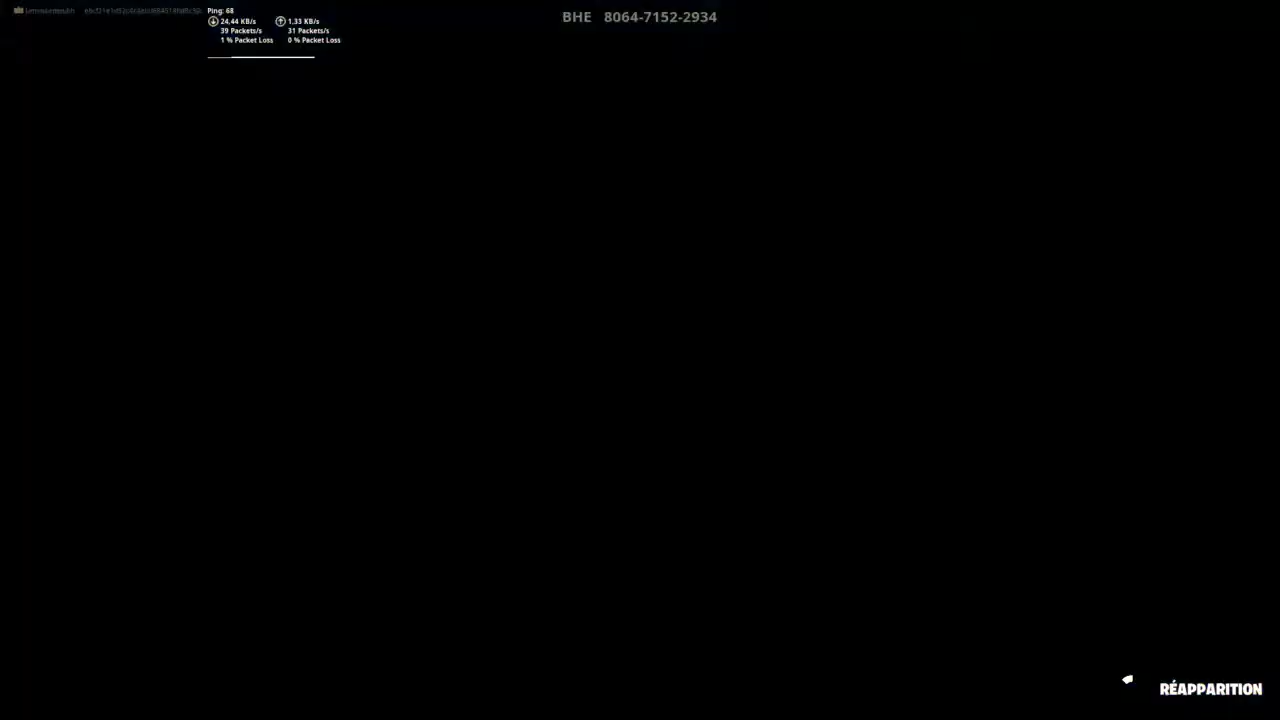 Ping: 68
24,44 KB/s 1,33 KB/s
39 Packets/s 31 Packets/s
1 % Packet Loss 0 % Packet Loss
BHE 8064-7152-2934
RÉAPPARITION